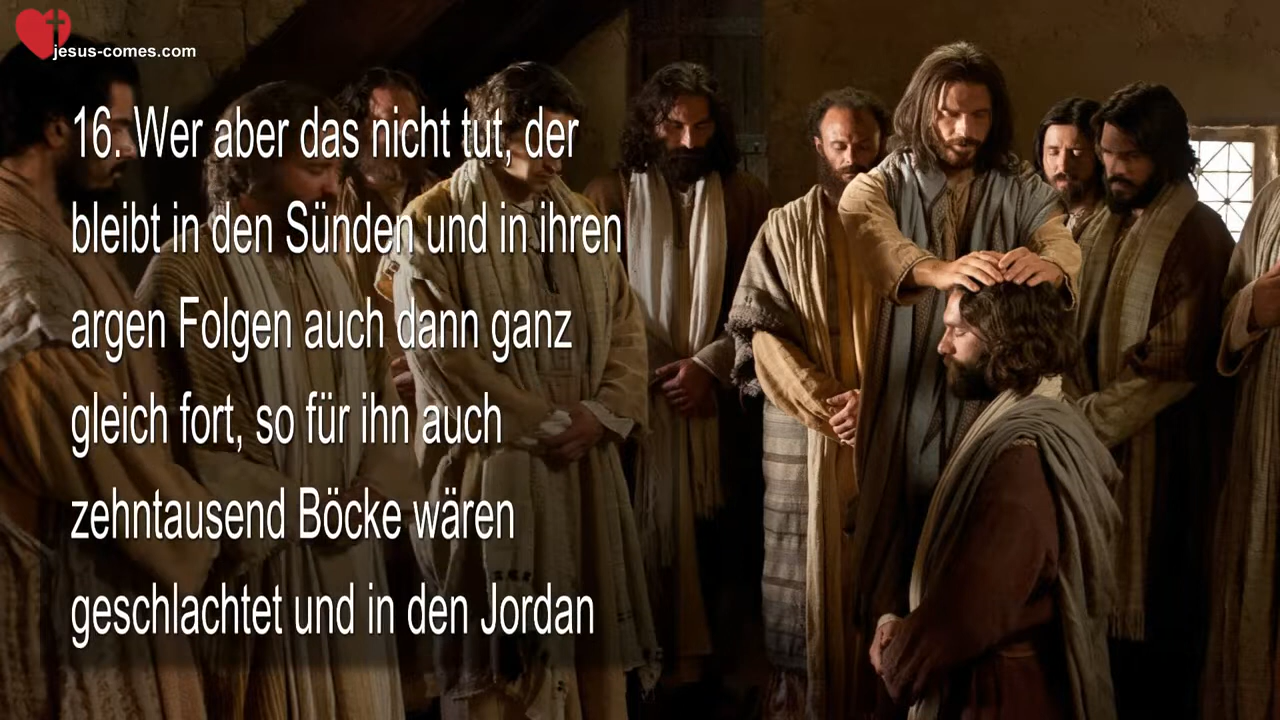 jesus-comes.com
16. Wer aber das nicht tut, der
bleibt in den Sünden und in ihren
argen Folgen auch dann ganz
gleich fort, so für ihn auch
zehntausend Böcke wären
geschlachtet und in den Jordan